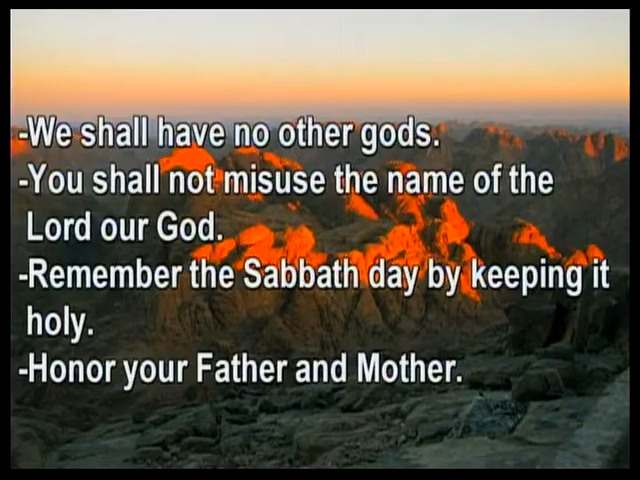 -We shall have no other gods.
-You shall not misuse the name of the
Lord our God.
-Remember the Sabbath day by keeping it
holy.
-Honor your Father and Mother.